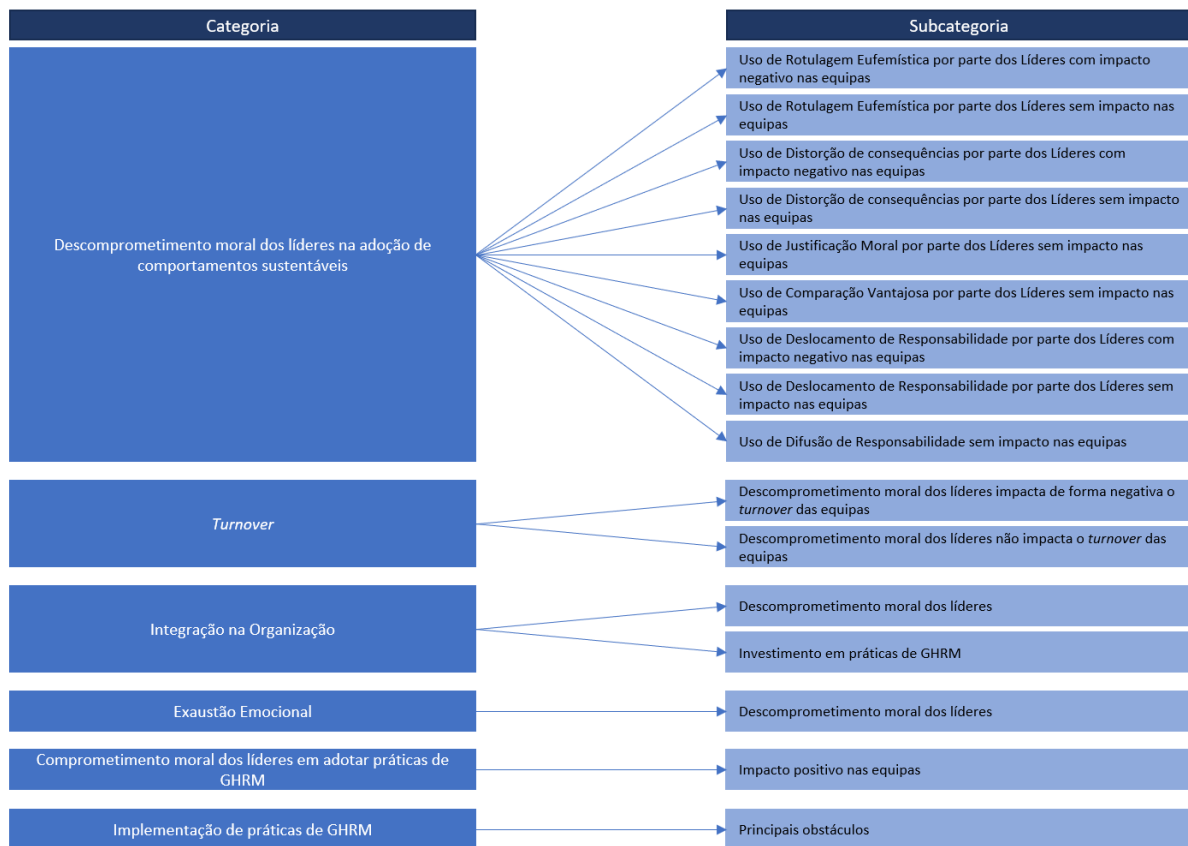 Categoria
Subcategoria
Descomprometimento moral dos líderes na adoção de
comportamentos sustentáveis
Uso de Rotulagem Eufemística por parte dos Líderes com impacto
negativo nas equipas
Uso de Rotulagem Eufemística por parte dos Líderes sem impacto nas
equipas
Uso de Distorção de consequências por parte dos Líderes com
impacto negativo nas equipas
Uso de Distorção de consequências por parte dos Líderes sem impacto
nas equipas
Uso de Justificação Moral por parte dos Líderes sem impacto nas
equipas
Uso de Comparação Vantajosa por parte dos Líderes sem impacto nas
equipas
Uso de Deslocamento de Responsabilidade por parte dos Líderes com
impacto negativo nas equipas
Uso de Deslocamento de Responsabilidade por parte dos Líderes sem
impacto nas equipas
Uso de Difusão de Responsabilidade sem impacto nas equipas
Turnover
Descomprometimento moral dos líderes impacta de forma negativa o
turnover das equipas
Descomprometimento moral dos líderes não impacta o turnover das
equipas
Integração na Organização
Descomprometimento moral dos líderes
Investimento em práticas de GHRM
Exaustão Emocional
Descomprometimento moral dos líderes
Comprometimento moral dos líderes em adotar práticas de
GHRM
Impacto positivo nas equipas
Implementação de práticas de GHRM
Principais obstáculos